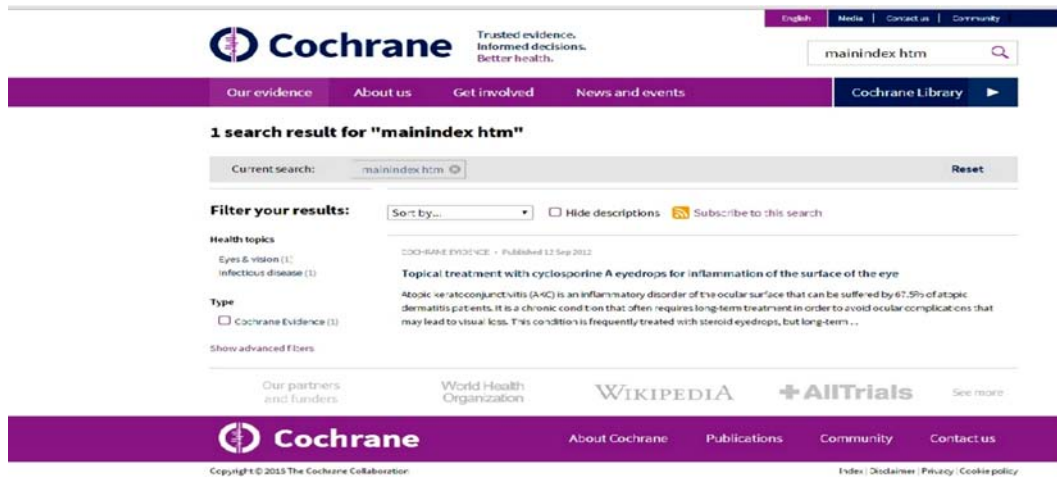 English
Media | Contact us | Community
Cochrane
Trusted evidence.
Informed decisions.
Better health.
mainindex htm
Our evidence
About us
Get involved
News and events
Cochrane Library
1 search result for "mainindex htm"
Current search:
mainindex htm
Reset
Filter your results:
Sort by...
Hide descriptions
Subscribe to this search
Health topics
Eyes & vision (1)
Infectious disease (1)
Type
Cochrane Evidence (1)
Show advanced filters
COCHRANE EVIDENCE • Published 12 Sep 2012
Topical treatment with cyclosporine A eyedrops for inflammation of the surface of the eye
Atopic keratoconjunctivitis (AKC) is an inflammatory disorder of the ocular surface that can be suffered by 67.5% of atopic
dermatitis patients. It is a chronic condition that often requires long-term treatment in order to avoid ocular complications that
may lead to visual loss. This condition is frequently treated with steroid eyedrops, but long-term ...
Our partners
and funders
World Health
Organization
WIKIPEDIA
AllTrials
See more
Cochrane
About Cochrane
Publications
Community
Contact us
Copyright © 2015 The Cochrane Collaboration
Index | Disclaimer | Privacy | Cookie policy